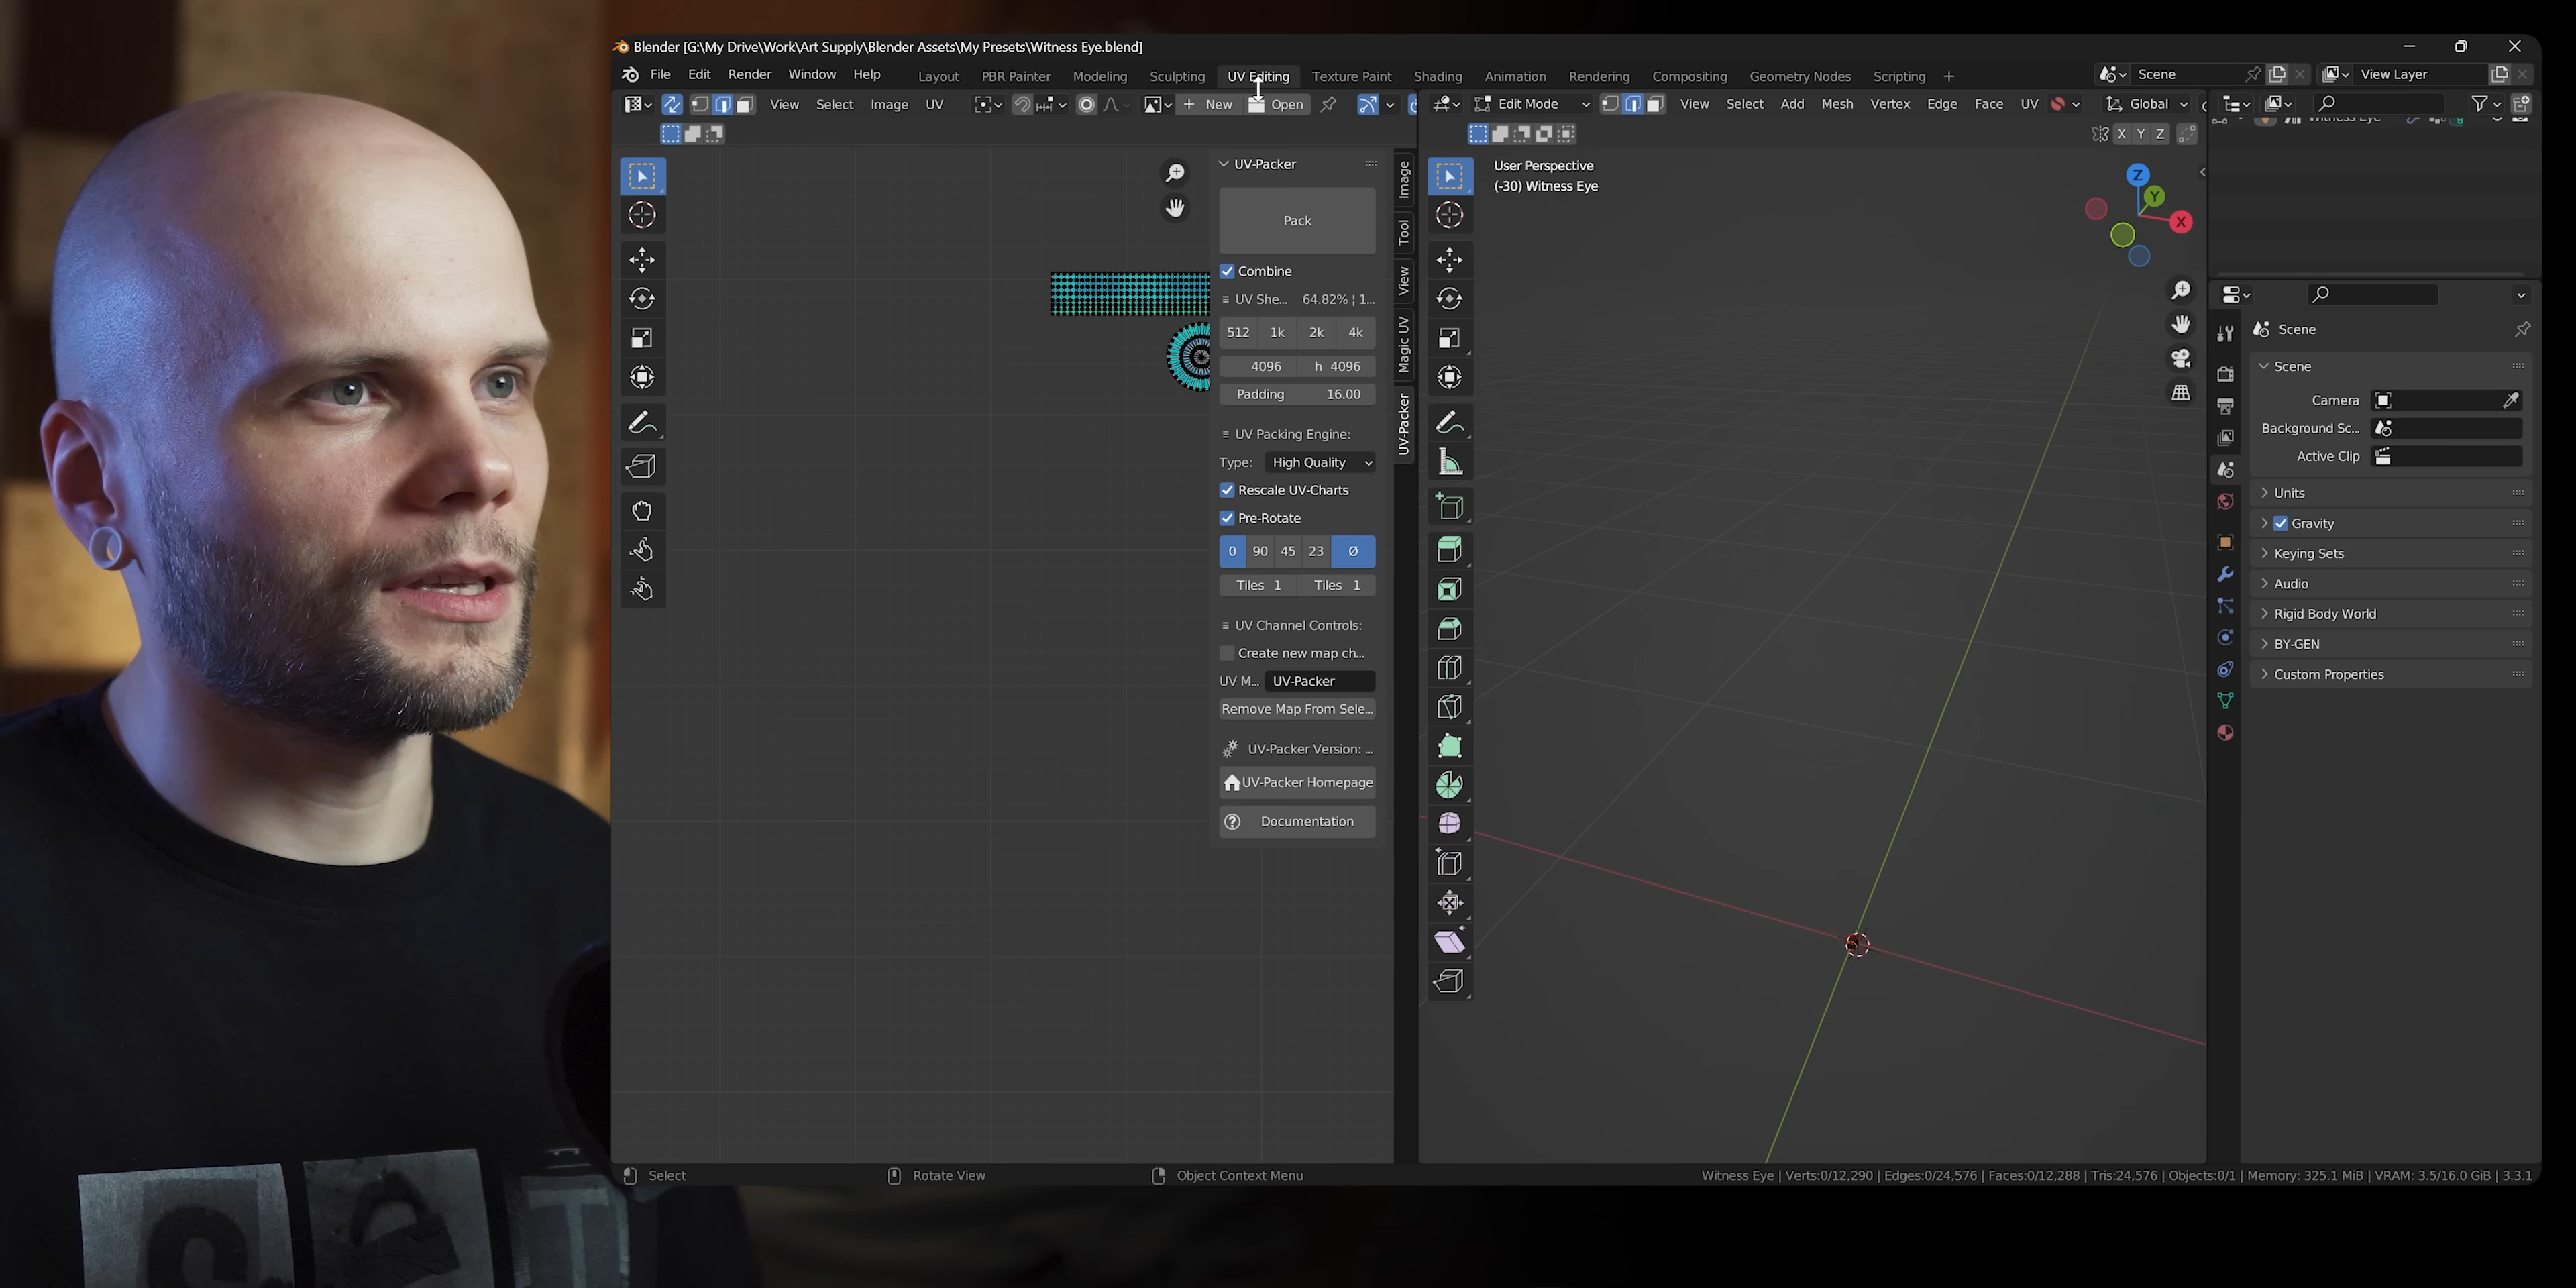 Blender [G:\My Drive\Work\Art Supply\Blender Assets\My Presets\Witness Eye.blend]
File Edit Render Window Help Layout PBR Painter Modeling Sculpting UV Editing Texture Paint Shading Animation Rendering Compositing Geometry Nodes Scripting + Scene View Layer
View Select Image UV New Open Edit Mode View Select Add Mesh Vertex Edge Face UV Global
X Y Z
UV-Packer
Pack
Combine
UV She... 64.82% ¦ 1...
512 1k 2k 4k
4096 h 4096
Padding 16.00
UV Packing Engine:
Type: High Quality
Rescale UV-Charts
Pre-Rotate
0 90 45 23 Ø
Tiles 1 Tiles 1
UV Channel Controls:
Create new map ch...
UV M... UV-Packer
Remove Map From Sele...
UV-Packer Version: ...
UV-Packer Homepage
Documentation
Image
Tool
View
Magic UV
UV-Packer
User Perspective
(-30) Witness Eye
Z
Y
X
Witness Eye
Scene
Scene
Camera
Background Sc...
Active Clip
Units
Gravity
Keying Sets
Audio
Rigid Body World
BY-GEN
Custom Properties
Select Rotate View Object Context Menu Witness Eye | Verts:0/12,290 | Edges:0/24,576 | Faces:0/12,288 | Tris:24,576 | Objects:0/1 | Memory: 325.1 MiB | VRAM: 3.5/16.0 GiB | 3.3.1